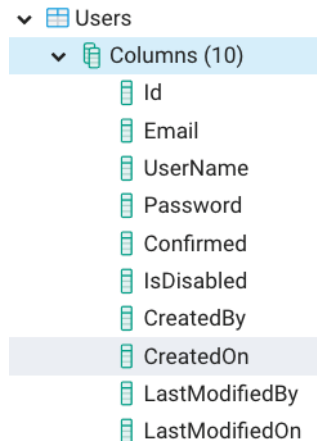 Users
Columns (10)
Id
Email
UserName
Password
Confirmed
IsDisabled
CreatedBy
CreatedOn
LastModifiedBy
LastModifiedOn